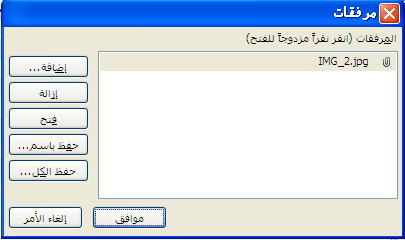 مرفقات
المرفقات (انقر نقراً مزدوجاً للفتح)
IMG_2.jpg
إضافة...
إزالة
فتح
حفظ باسم...
حفظ الكل...
موافق
إلغاء الأمر